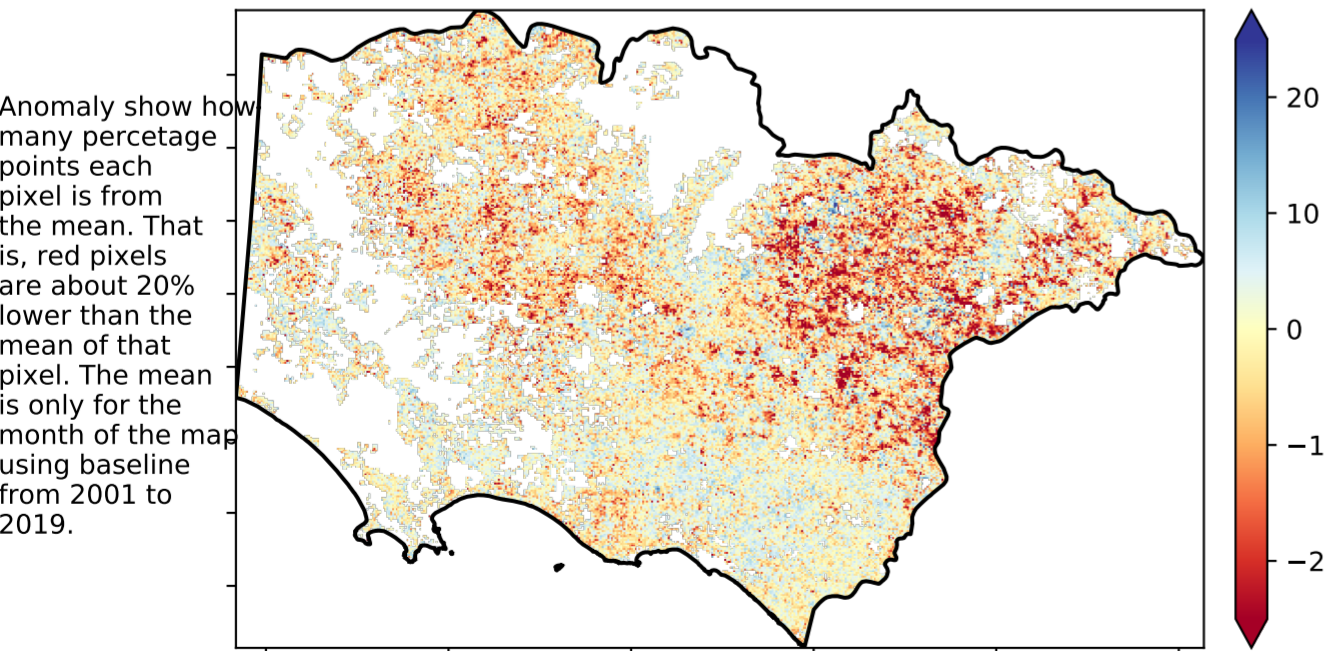 Anomaly show how
many percetage
points each
pixel is from
the mean. That
is, red pixels
are about 20%
lower than the
mean of that
pixel. The mean
is only for the
month of the map
using baseline
from 2001 to
2019.
20
10
0
−1
−2